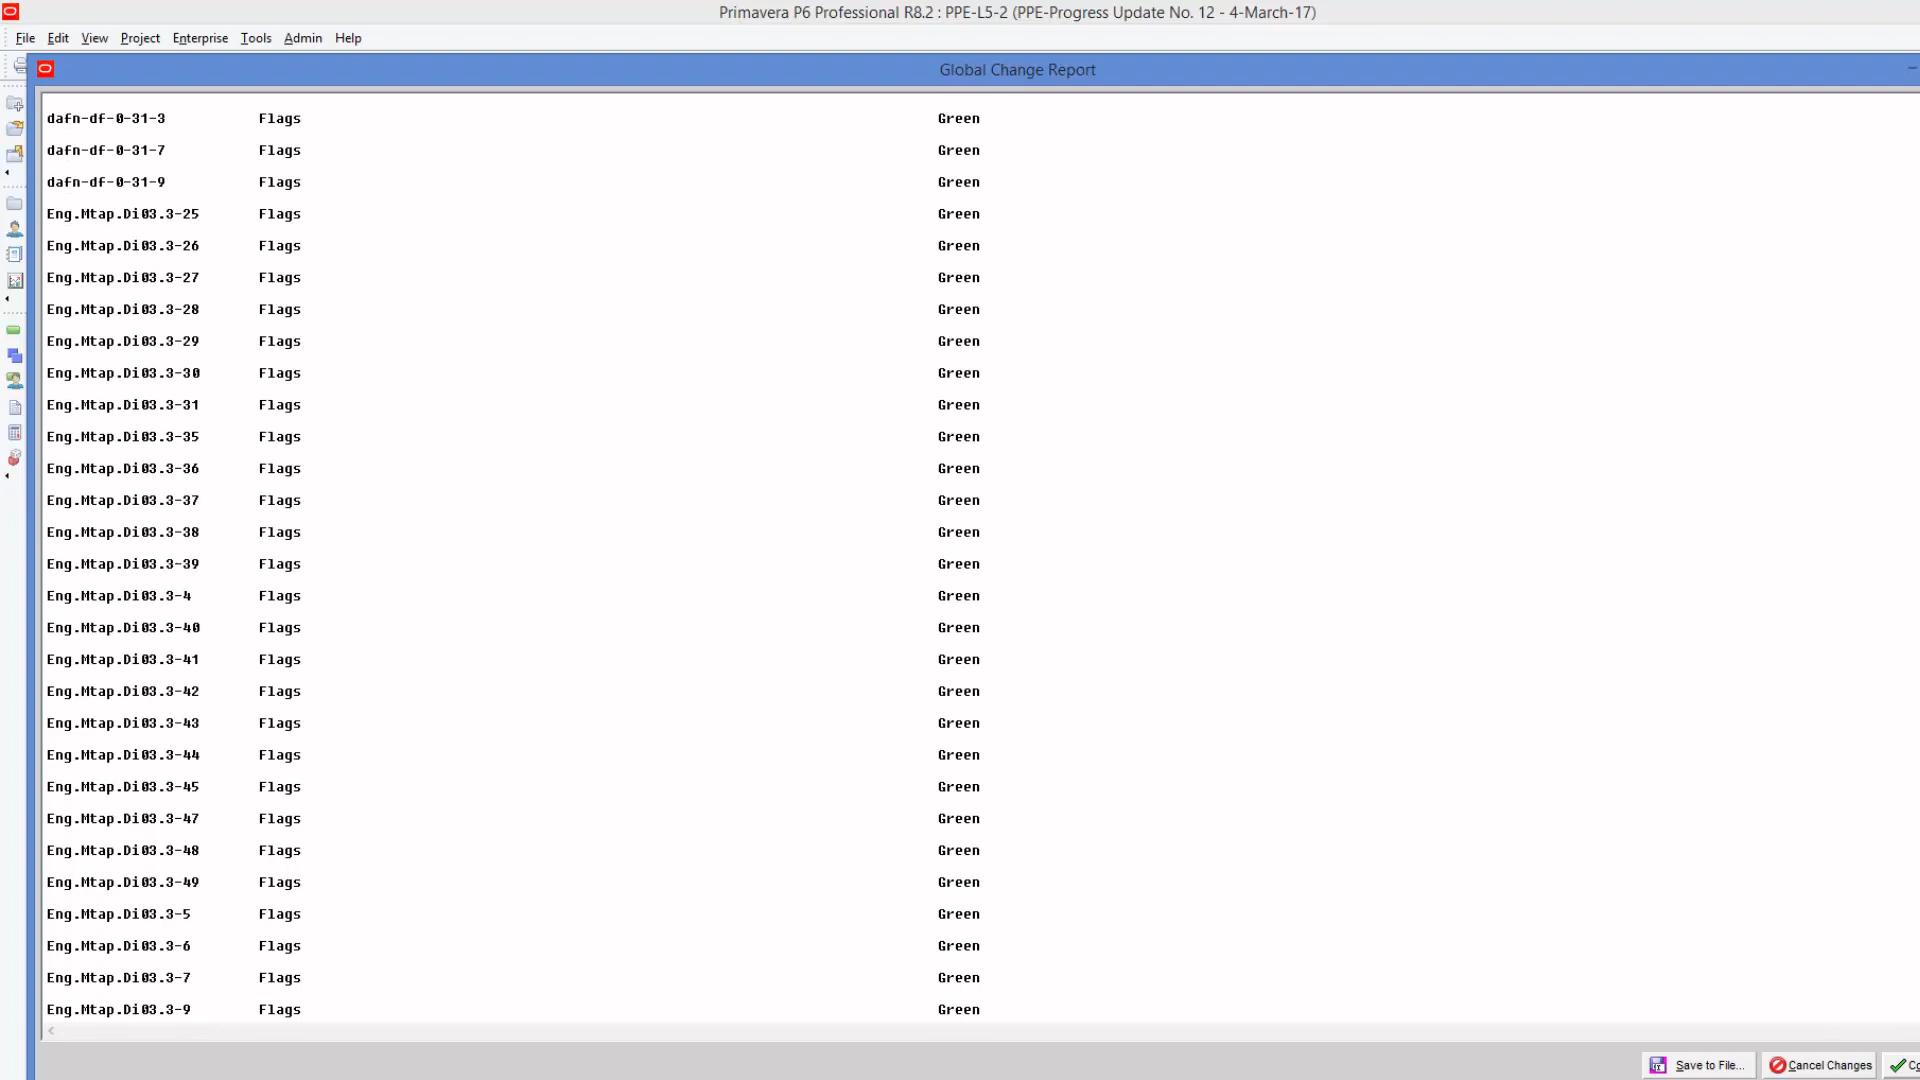 Primavera P6 Professional R8.2 : PPE-L5-2 (PPE-Progress Update No. 12 - 4-March-17)
File Edit View Project Enterprise Tools Admin Help
Global Change Report
dafn-df-0-31-3 Flags Green
dafn-df-0-31-7 Flags Green
dafn-df-0-31-9 Flags Green
Eng.Mtap.Di03.3-25 Flags Green
Eng.Mtap.Di03.3-26 Flags Green
Eng.Mtap.Di03.3-27 Flags Green
Eng.Mtap.Di03.3-28 Flags Green
Eng.Mtap.Di03.3-29 Flags Green
Eng.Mtap.Di03.3-30 Flags Green
Eng.Mtap.Di03.3-31 Flags Green
Eng.Mtap.Di03.3-35 Flags Green
Eng.Mtap.Di03.3-36 Flags Green
Eng.Mtap.Di03.3-37 Flags Green
Eng.Mtap.Di03.3-38 Flags Green
Eng.Mtap.Di03.3-39 Flags Green
Eng.Mtap.Di03.3-4 Flags Green
Eng.Mtap.Di03.3-40 Flags Green
Eng.Mtap.Di03.3-41 Flags Green
Eng.Mtap.Di03.3-42 Flags Green
Eng.Mtap.Di03.3-43 Flags Green
Eng.Mtap.Di03.3-44 Flags Green
Eng.Mtap.Di03.3-45 Flags Green
Eng.Mtap.Di03.3-47 Flags Green
Eng.Mtap.Di03.3-48 Flags Green
Eng.Mtap.Di03.3-49 Flags Green
Eng.Mtap.Di03.3-5 Flags Green
Eng.Mtap.Di03.3-6 Flags Green
Eng.Mtap.Di03.3-7 Flags Green
Eng.Mtap.Di03.3-9 Flags Green
Save to File... Cancel Changes